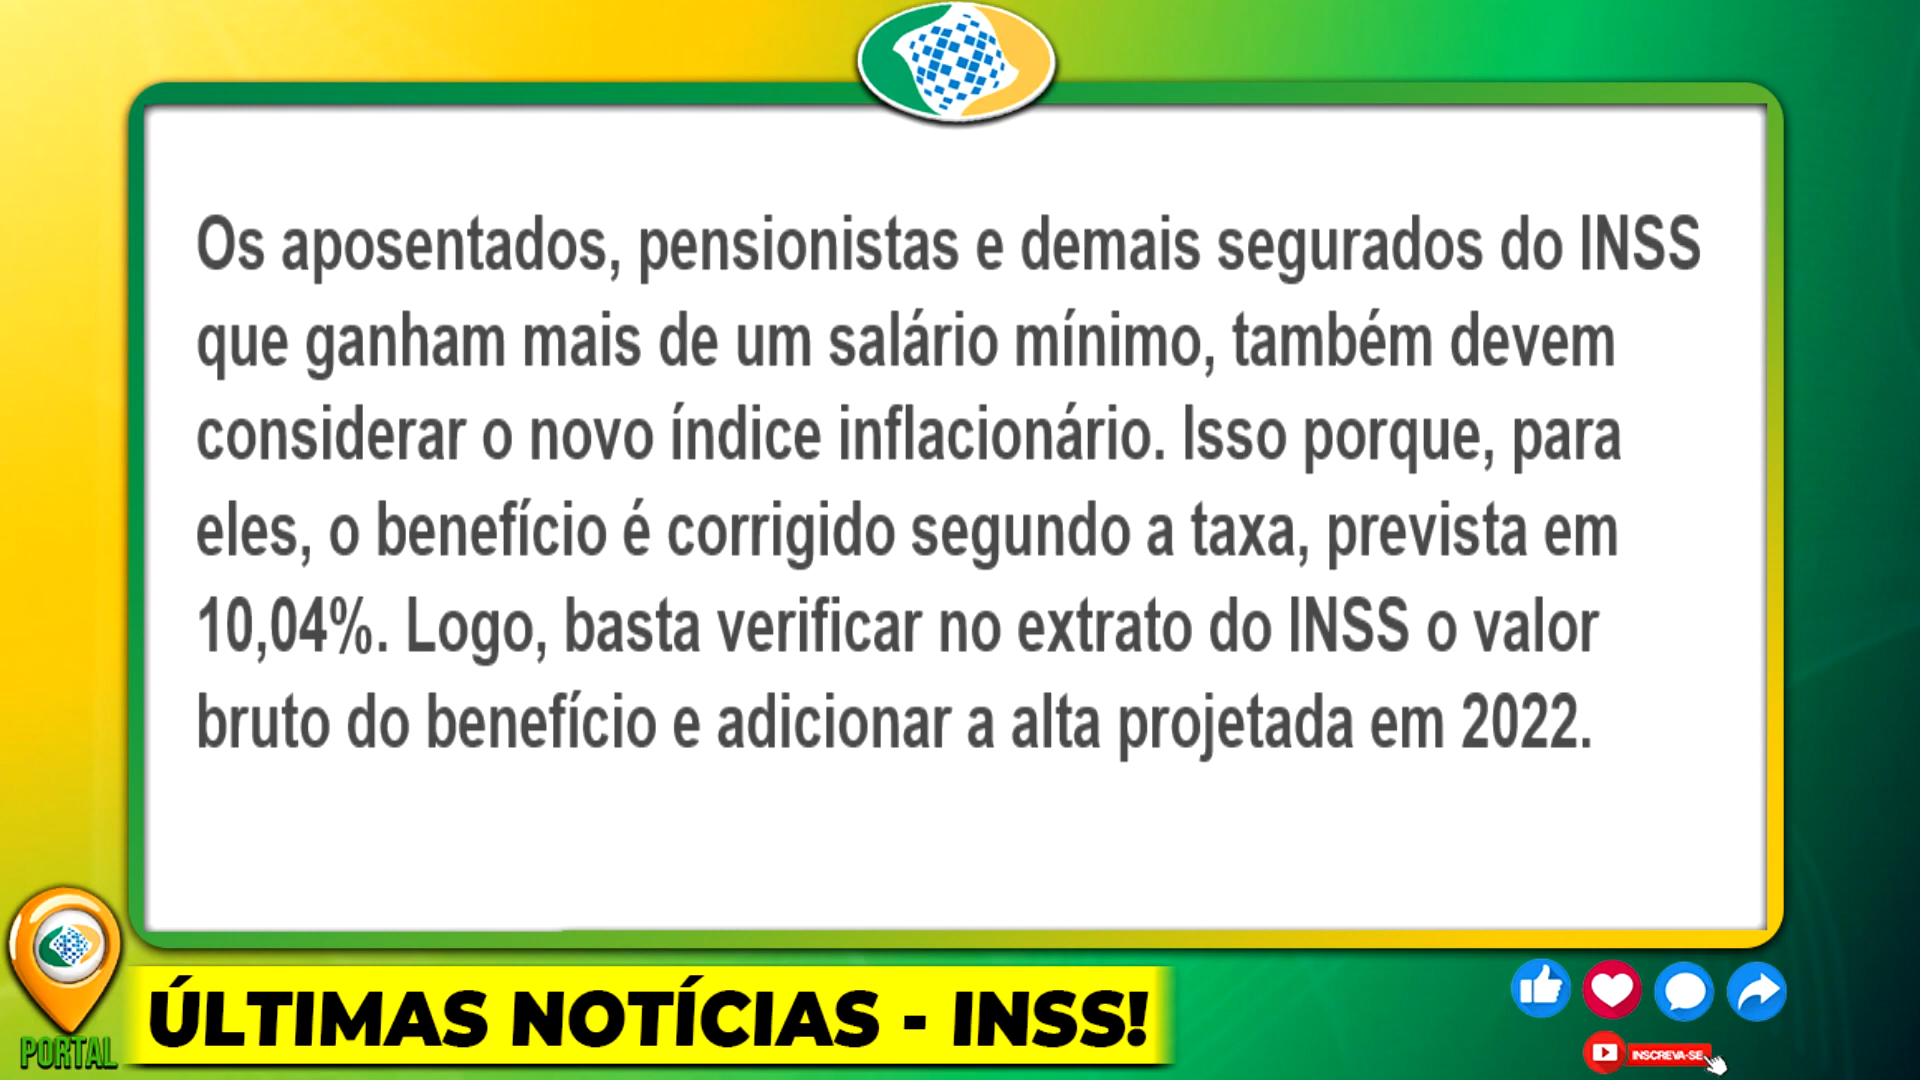 Os aposentados, pensionistas e demais segurados do INSS
que ganham mais de um salário mínimo, também devem
considerar o novo índice inflacionário. Isso porque, para
eles, o benefício é corrigido segundo a taxa, prevista em
10,04%. Logo, basta verificar no extrato do INSS o valor
bruto do benefício e adicionar a alta projetada em 2022.
PORTAL
ÚLTIMAS NOTÍCIAS - INSS!
INSCREVA-SE